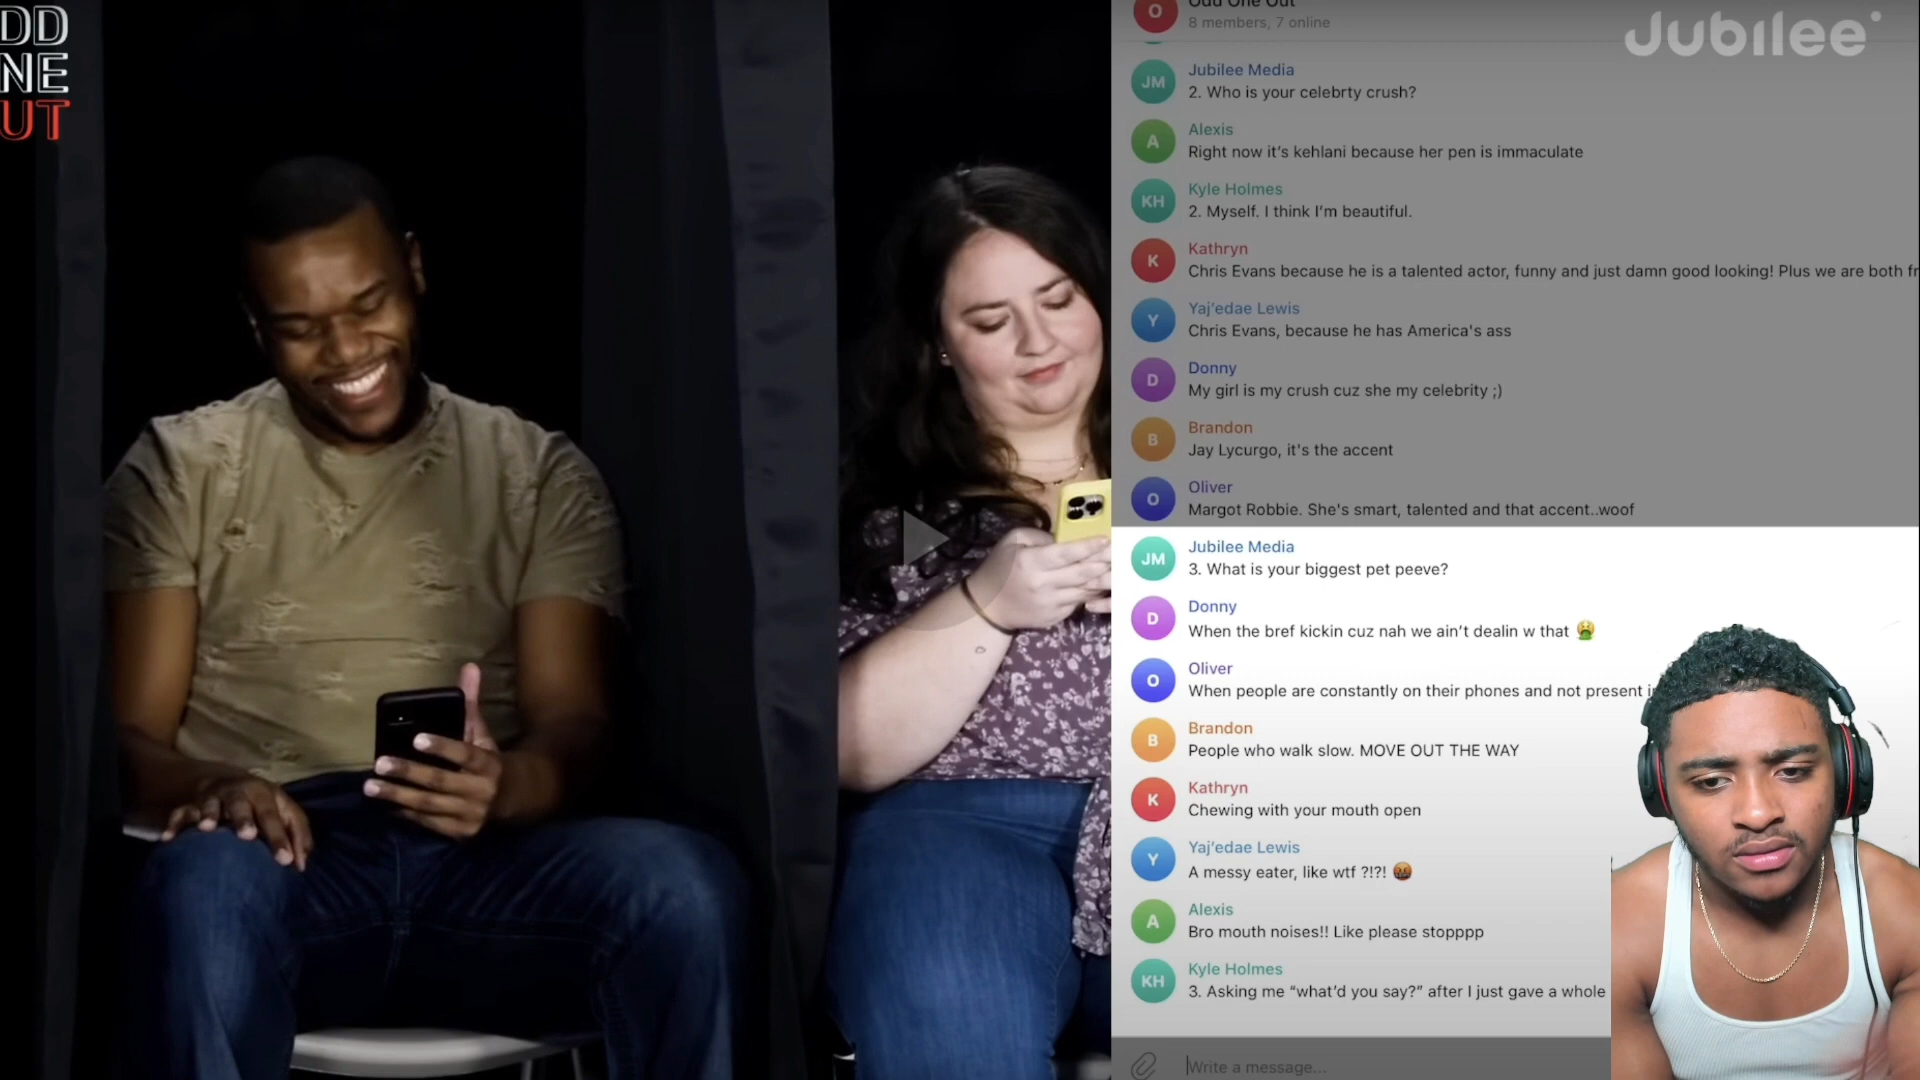 DD
NE
UT
O
Odd One Out
8 members, 7 online
Jubilee
JM
Jubilee Media
2. Who is your celebrty crush?
A
Alexis
Right now it's kehlani because her pen is immaculate
KH
Kyle Holmes
2. Myself. I think I'm beautiful.
K
Kathryn
Chris Evans because he is a talented actor, funny and just damn good looking! Plus we are both fr
Y
Yaj'edae Lewis
Chris Evans, because he has America's ass
D
Donny
My girl is my crush cuz she my celebrity ;)
B
Brandon
Jay Lycurgo, it's the accent
O
Oliver
Margot Robbie. She's smart, talented and that accent..woof
JM
Jubilee Media
3. What is your biggest pet peeve?
D
Donny
When the bref kickin cuz nah we ain't dealin w that 🤮
O
Oliver
When people are constantly on their phones and not present i
B
Brandon
People who walk slow. MOVE OUT THE WAY
K
Kathryn
Chewing with your mouth open
Y
Yaj'edae Lewis
A messy eater, like wtf ?!?! 🤬
A
Alexis
Bro mouth noises!! Like please stopppp
KH
Kyle Holmes
3. Asking me “what'd you say?” after I just gave a whole
Write a message...